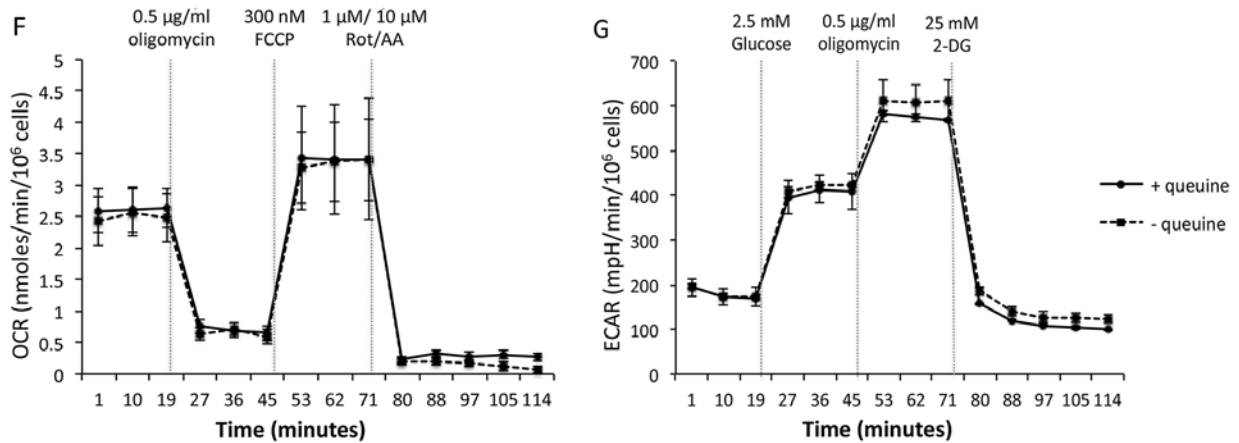 F
0.5 µg/ml 300 nM 1 µM/ 10 µM
oligomycin FCCP Rot/AA
OCR (nmoles/min/10⁶ cells)
4.5
4
3.5
3
2.5
2
1.5
1
0.5
0
1 10 19 27 36 45 53 62 71 80 88 97 105 114
Time (minutes)
G
2.5 mM 0.5 µg/ml 25 mM
Glucose oligomycin 2-DG
ECAR (mpH/min/10⁶ cells)
700
600
500
400
300
200
100
0
1 10 19 27 36 45 53 62 71 80 88 97 105 114
Time (minutes)
+ queuine
- queuine